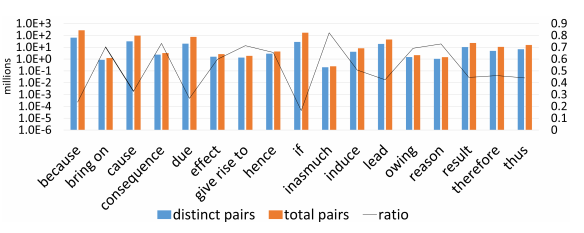 1.0E+3 0.9
1.0E+2 0.8
1.0E+1 0.7
1.0E+0 0.6
1.0E-1 0.5
1.0E-2 0.4
1.0E-3 0.3
1.0E-4 0.2
1.0E-5 0.1
1.0E-6 0
millions
because bring on cause consequence due effect give rise to hence if inasmuch induce lead owing reason result therefore thus
distinct pairs total pairs ratio